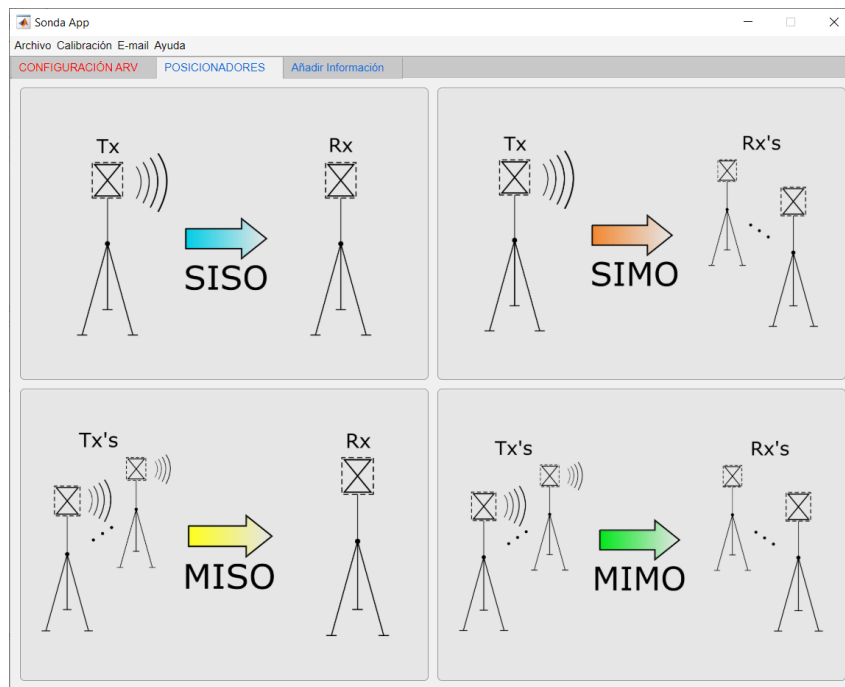 Sonda App
Archivo Calibración E-mail Ayuda
CONFIGURACIÓN ARV POSICIONADORES Añadir Información
Tx
Rx
SISO
Tx
Rx's
SIMO
Tx's
Rx
MISO
Tx's
Rx's
MIMO